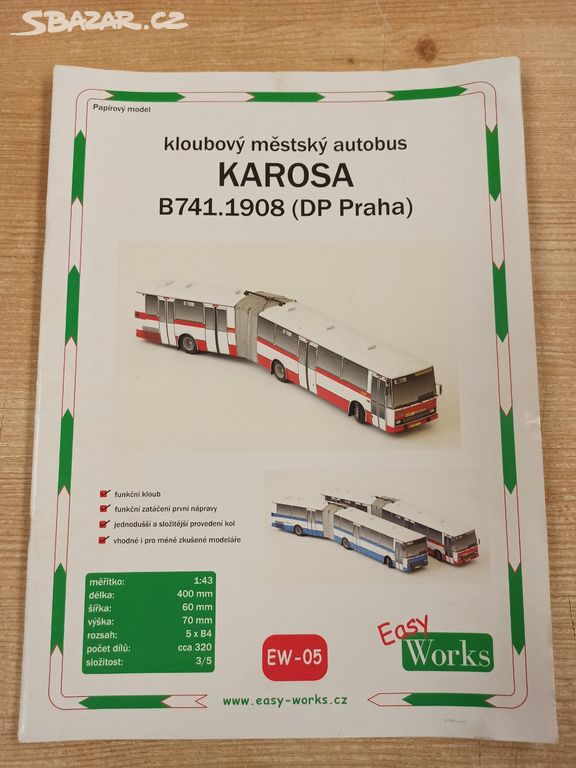 SBAZAR.CZ
Papírový model
kloubový městský autobus
KAROSA
B741.1908 (DP Praha)
funkční kloub
funkční zatáčení první nápravy
jednodušší a složitější provedení kol
vhodné i pro méně zkušené modeláře
měřítko: 1:43
délka: 400 mm
šířka: 60 mm
výška: 70 mm
rozsah: 5 x B4
počet dílů: cca 320
složitost: 3/5
EW-05
Easy
Works
www.easy-works.cz